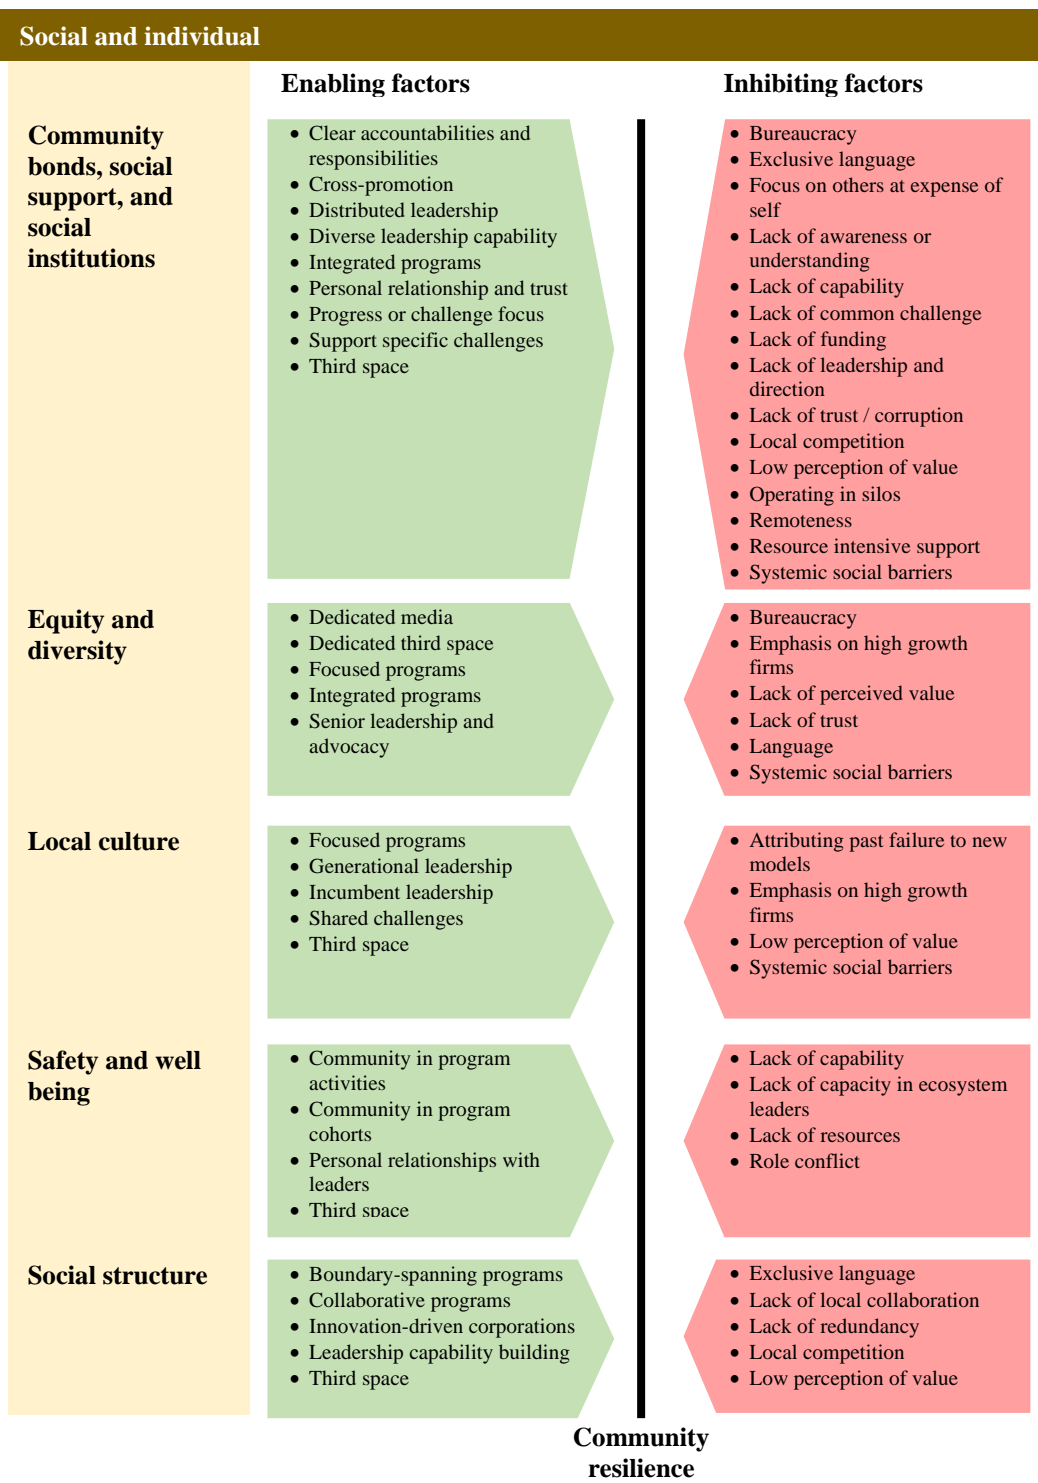 Social and individual
Enabling factors
Inhibiting factors
Community
bonds, social
support, and
social
institutions
• Clear accountabilities and
responsibilities
• Cross-promotion
• Distributed leadership
• Diverse leadership capability
• Integrated programs
• Personal relationship and trust
• Progress or challenge focus
• Support specific challenges
• Third space
• Bureaucracy
• Exclusive language
• Focus on others at expense of
self
• Lack of awareness or
understanding
• Lack of capability
• Lack of common challenge
• Lack of funding
• Lack of leadership and
direction
• Lack of trust / corruption
• Local competition
• Low perception of value
• Operating in silos
• Remoteness
• Resource intensive support
• Systemic social barriers
Equity and
diversity
• Dedicated media
• Dedicated third space
• Focused programs
• Integrated programs
• Senior leadership and
advocacy
• Bureaucracy
• Emphasis on high growth
firms
• Lack of perceived value
• Lack of trust
• Language
• Systemic social barriers
Local culture
• Focused programs
• Generational leadership
• Incumbent leadership
• Shared challenges
• Third space
• Attributing past failure to new
models
• Emphasis on high growth
firms
• Low perception of value
• Systemic social barriers
Safety and well
being
• Community in program
activities
• Community in program
cohorts
• Personal relationships with
leaders
• Third space
• Lack of capability
• Lack of capacity in ecosystem
leaders
• Lack of resources
• Role conflict
Social structure
• Boundary-spanning programs
• Collaborative programs
• Innovation-driven corporations
• Leadership capability building
• Third space
• Exclusive language
• Lack of local collaboration
• Lack of redundancy
• Local competition
• Low perception of value
Community
resilience